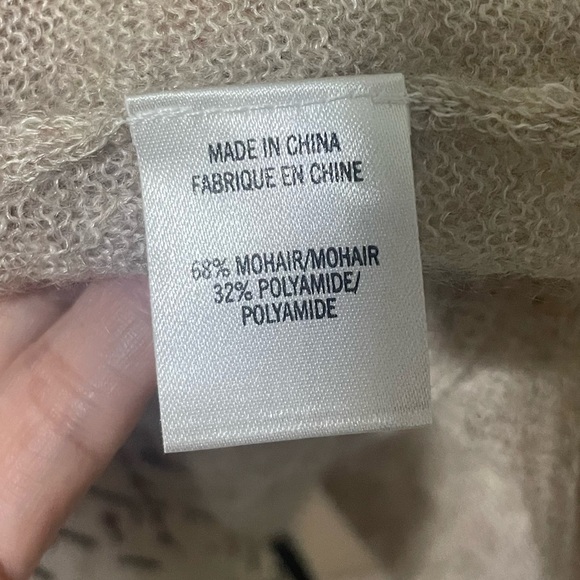 MADE IN CHINA
FABRIQUE EN CHINE
68% MOHAIR/MOHAIR
32% POLYAMIDE/
POLYAMIDE